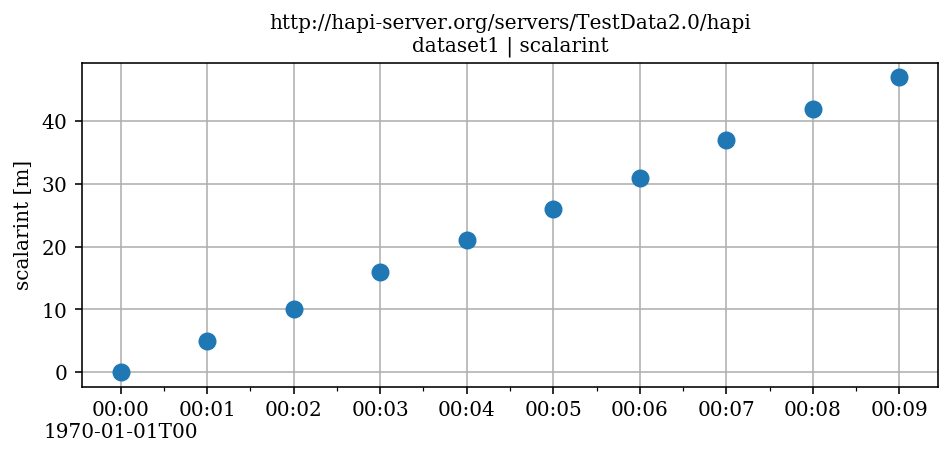 http://hapi-server.org/servers/TestData2.0/hapi
dataset1 | scalarint
scalarint [m]
40
30
20
10
0
00:00 00:01 00:02 00:03 00:04 00:05 00:06 00:07 00:08 00:09
1970-01-01T00